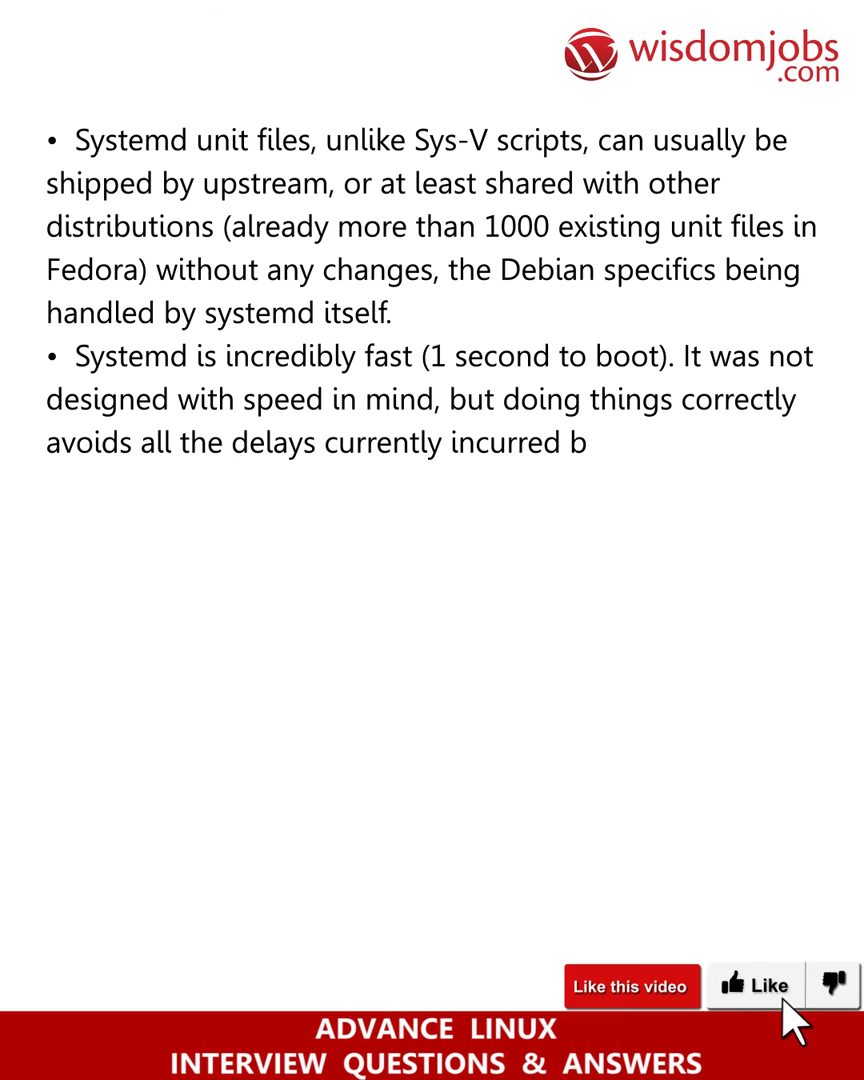 wisdomjobs
.com
• Systemd unit files, unlike Sys-V scripts, can usually be
shipped by upstream, or at least shared with other
distributions (already more than 1000 existing unit files in
Fedora) without any changes, the Debian specifics being
handled by systemd itself.
• Systemd is incredibly fast (1 second to boot). It was not
designed with speed in mind, but doing things correctly
avoids all the delays currently incurred b
Like this video
Like
ADVANCE LINUX
INTERVIEW QUESTIONS & ANSWERS